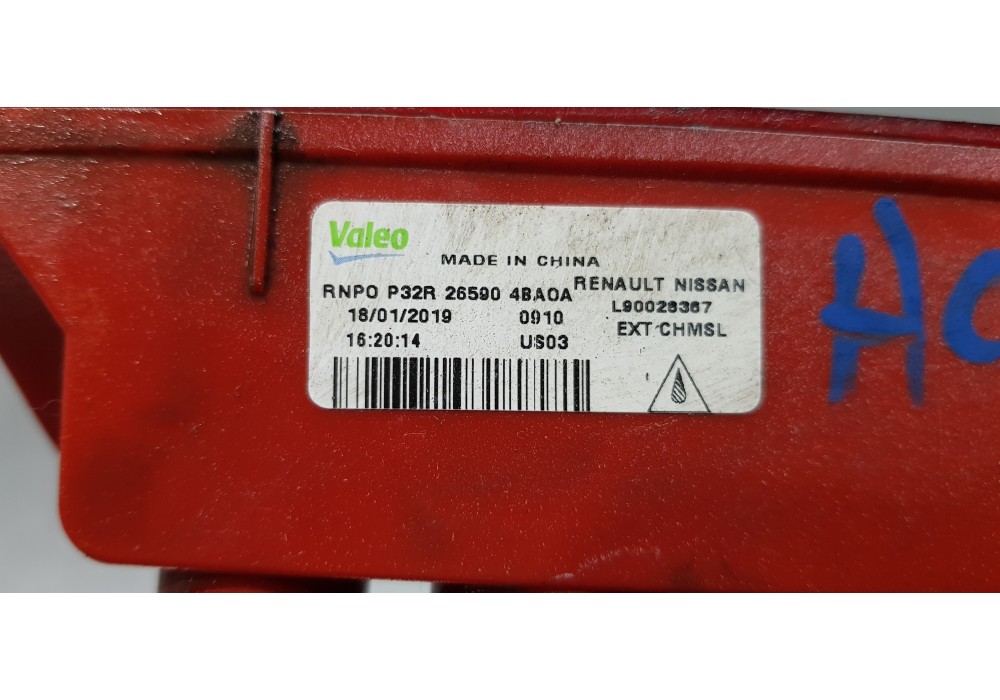 Valeo
MADE IN CHINA
RNPO P32R 26590 4BA0A RENAULT NISSAN
18/01/2019 0910 L90026367
16:20:14 US03 EXT CHMSL